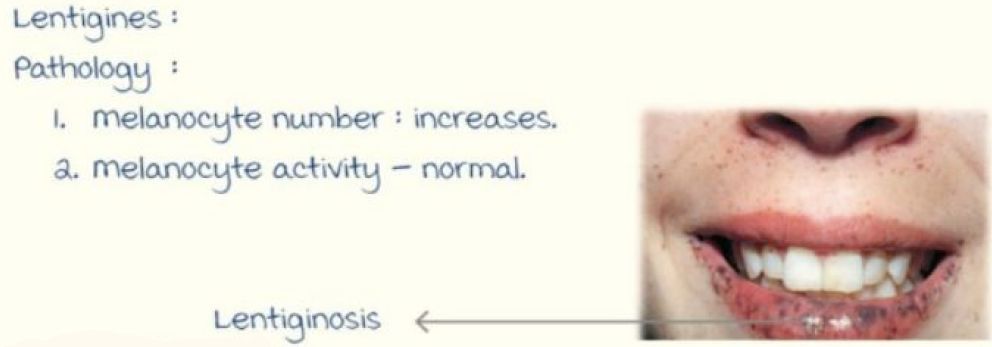 Lentigines :
Pathology :
1. melanocyte number : increases.
2. melanocyte activity – normal.
Lentiginosis